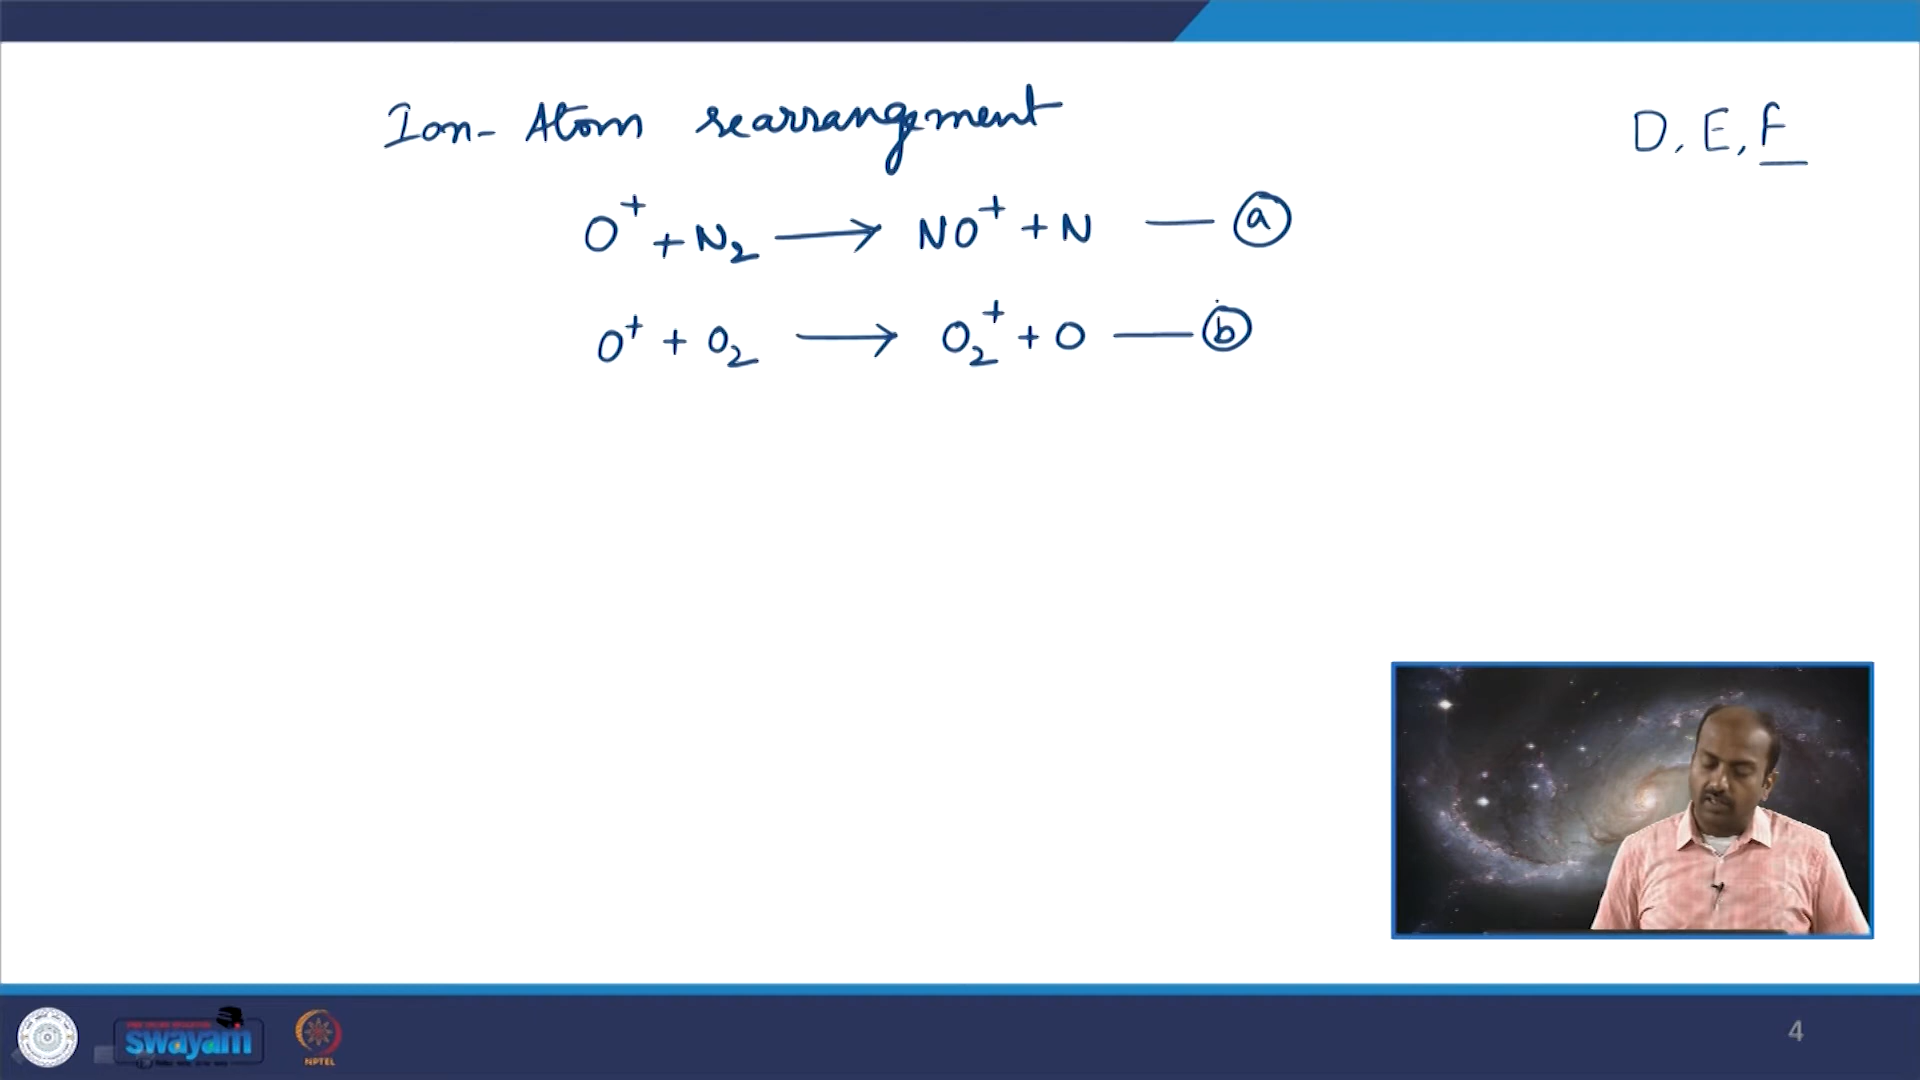 Ion- Atom rearrangement
D, E, F
O⁺ + N₂ ⟶ NO⁺ + N — ⓐ
O⁺ + O₂ ⟶ O₂⁺ + O — ⓑ
swayam
NPTEL
4